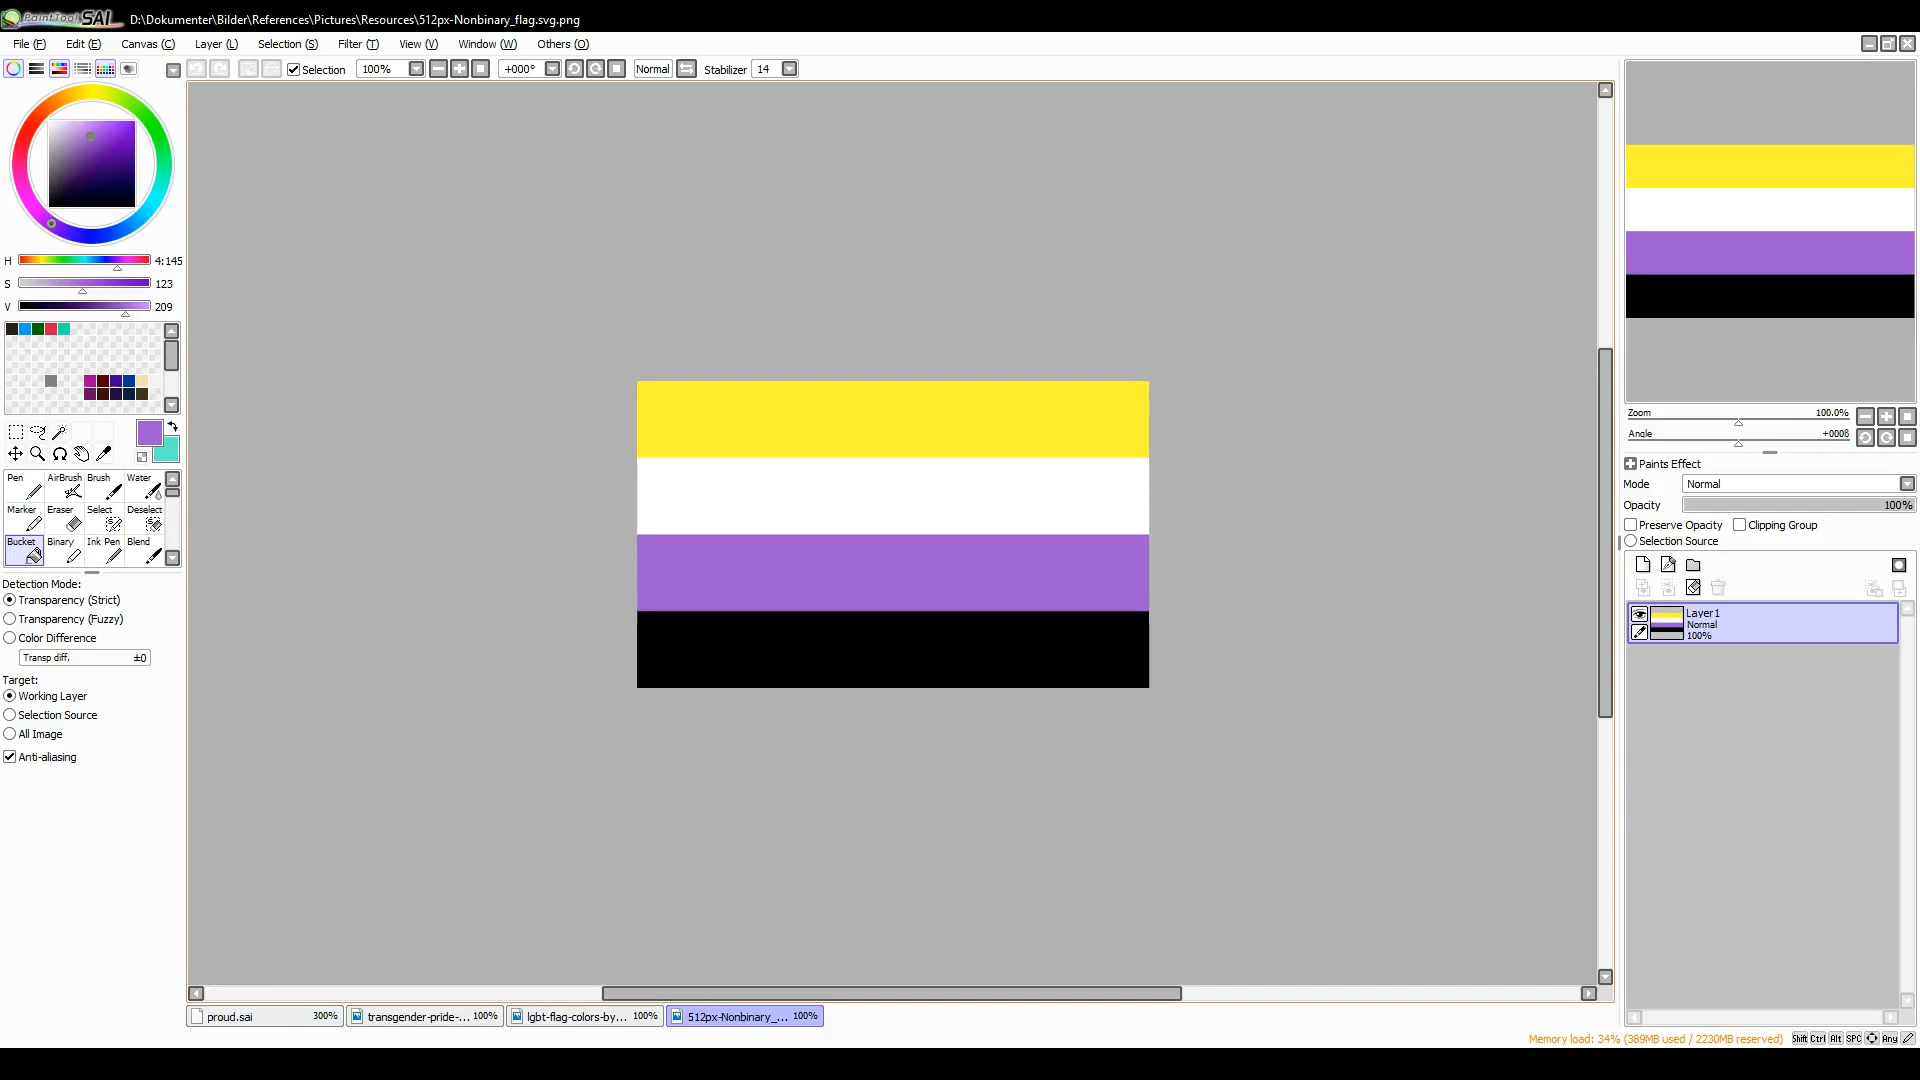 PaintTool SAI D:\Dokumenter\Bilder\References\Pictures\Resources\512px-Nonbinary_flag.svg.png
File (F) Edit (E) Canvas (C) Layer (L) Selection (S) Filter (T) View (V) Window (W) Others (O)
Selection 100% +000° Normal Stabilizer 14
H 4:145
S 123
V 209
Pen AirBrush Brush Water
Marker Eraser Select Deselect
Bucket Binary Ink Pen Blend
Detection Mode:
Transparency (Strict)
Transparency (Fuzzy)
Color Difference
Transp diff. ±0
Target:
Working Layer
Selection Source
All Image
Anti-aliasing
Zoom 100.0%
Angle +000°
Paints Effect
Mode Normal
Opacity 100%
Preserve Opacity Clipping Group
Selection Source
Layer1
Normal
100%
proud.sai 300% transgender-pride-... 100% lgbt-flag-colors-by... 100% 512px-Nonbinary_... 100%
Memory load: 34% (389MB used / 2230MB reserved) Shift Ctrl Alt SPC Any